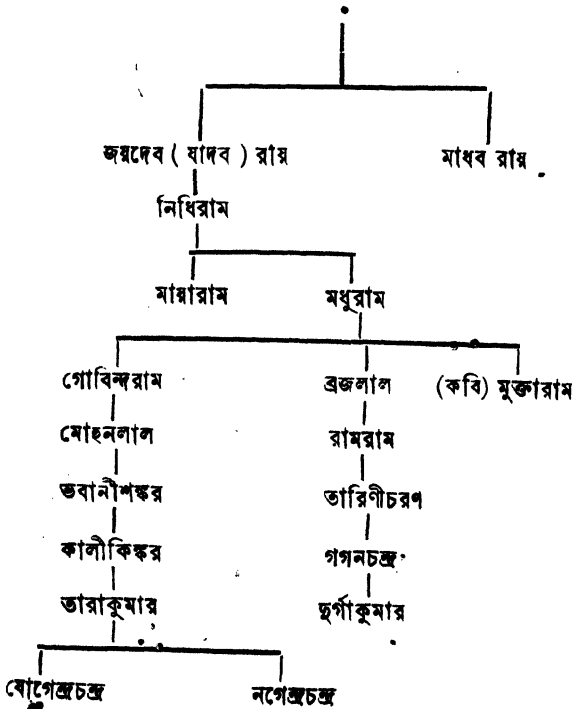 জয়দেব ( যাদব ) রায় মাধব রায়
নিধিরাম
মায়ারাম মধুরাম
গোবিন্দরাম ব্রজলাল (কবি) মুক্তারাম
মোহনলাল রামরাম
ভবানীশঙ্কর তারিণীচরণ
কালীকিঙ্কর গগনচন্দ্র
তারাকুমার দুর্গাকুমার
যোগেন্দ্রচন্দ্র নগেন্দ্রচন্দ্র